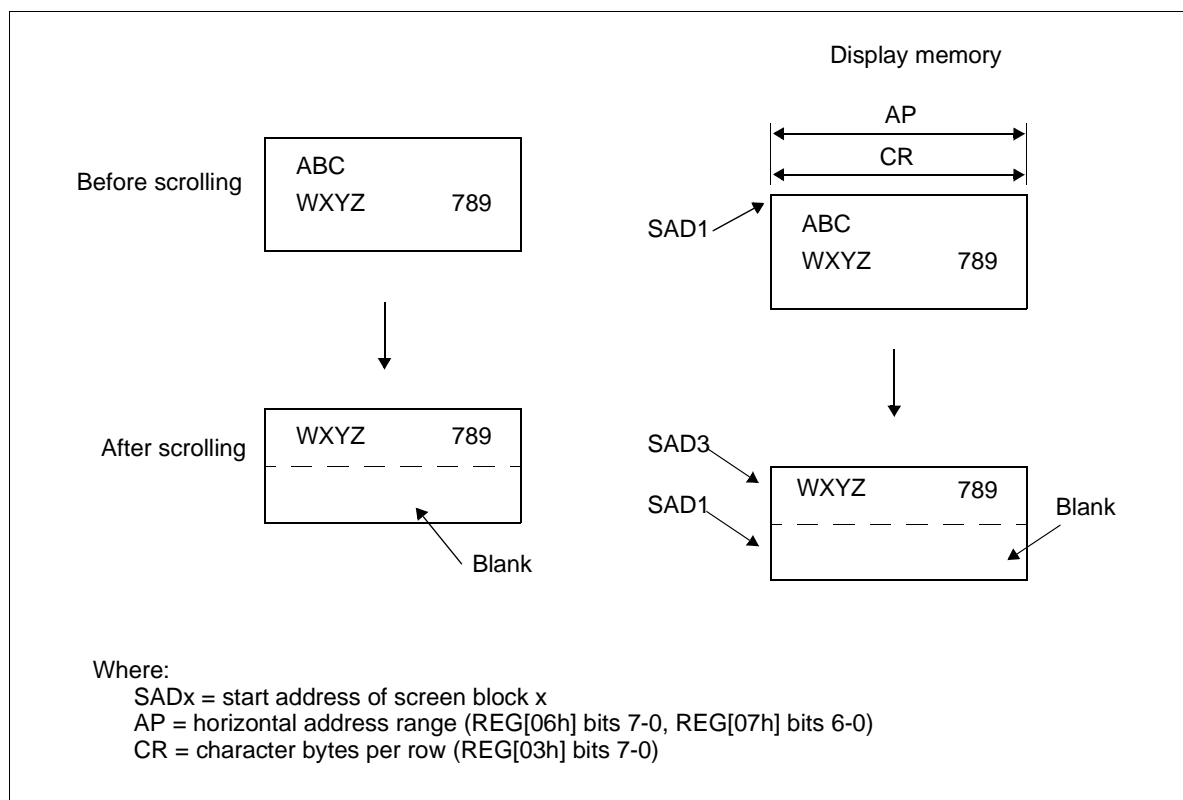 Display memory
AP
CR
Before scrolling
ABC
WXYZ 789
SAD1
ABC
WXYZ 789
After scrolling
WXYZ 789
Blank
SAD3
SAD1
WXYZ 789
Blank
Where:
SADx = start address of screen block x
AP = horizontal address range (REG[06h] bits 7-0, REG[07h] bits 6-0)
CR = character bytes per row (REG[03h] bits 7-0)